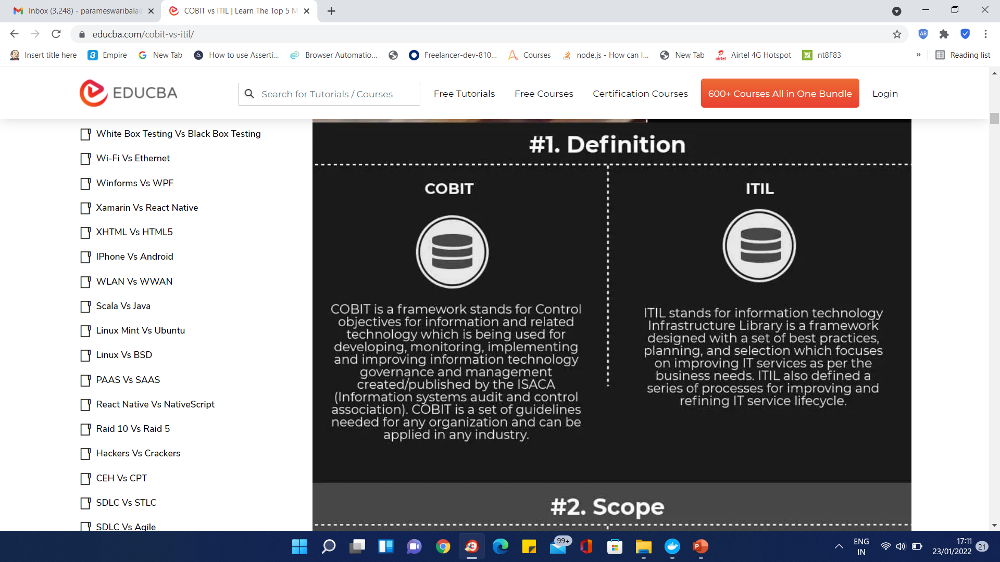 Inbox (3,248) - parameswaribala
COBIT vs ITIL | Learn The Top 5 M
educba.com/cobit-vs-itil/
AB
Insert title here
Empire
New Tab
How to use Asserti...
Browser Automatio...
Freelancer-dev-810...
Courses
node.js - How can I...
New Tab
airtel
Airtel 4G Hotspot
nt8F83
»
Reading list
EDUCBA
Search for Tutorials / Courses
Free Tutorials
Free Courses
Certification Courses
600+ Courses All in One Bundle
Login
White Box Testing Vs Black Box Testing
Wi-Fi Vs Ethernet
Winforms Vs WPF
Xamarin Vs React Native
XHTML Vs HTML5
IPhone Vs Android
WLAN Vs WWAN
Scala Vs Java
Linux Mint Vs Ubuntu
Linux Vs BSD
PAAS Vs SAAS
React Native Vs NativeScript
Raid 10 Vs Raid 5
Hackers Vs Crackers
CEH Vs CPT
SDLC Vs STLC
SDLC Vs Agile
#1. Definition
COBIT
COBIT is a framework stands for Control
objectives for information and related
technology which is being used for
developing, monitoring, implementing
and improving information technology
governance and management
created/published by the ISACA
(Information systems audit and control
association). COBIT is a set of guidelines
needed for any organization and can be
applied in any industry.
ITIL
ITIL stands for information technology
Infrastructure Library is a framework
designed with a set of best practices,
planning, and selection which focuses
on improving IT services as per the
business needs. ITIL also defined a
series of processes for improving and
refining IT service lifecycle.
#2. Scope
99+
P
ENG
IN
17:11
23/01/2022
21